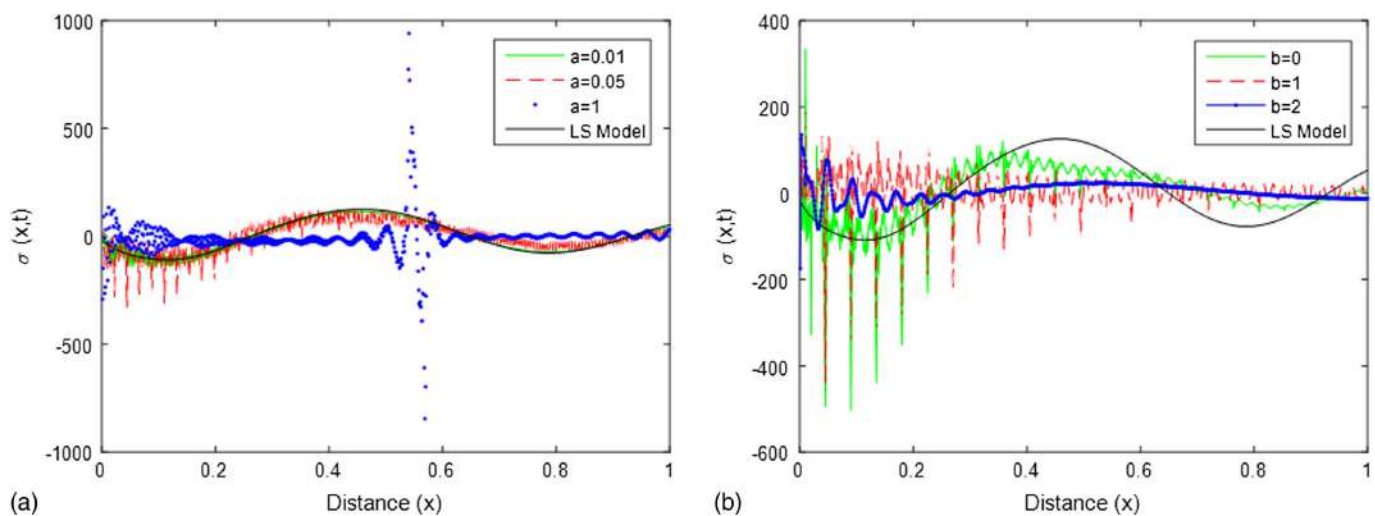 1000
500
0
-500
-1000
σ (x,t)
0
0.2
0.4
0.6
0.8
1
Distance (x)
a=0.01
a=0.05
a=1
LS Model
(a)
400
200
0
-200
-400
-600
σ (x,t)
0
0.2
0.4
0.6
0.8
1
Distance (x)
b=0
b=1
b=2
LS Model
(b)